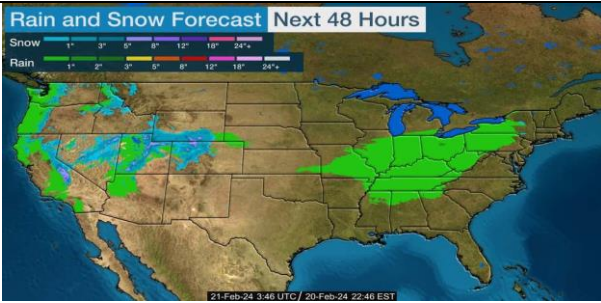 Rain and Snow Forecast Next 48 Hours
Snow
1" 3" 5" 8" 12" 18" 24"+
Rain
1" 2" 3" 5" 8" 12" 18" 24"+
21-Feb-24 3:46 UTC / 20-Feb-24 22:46 EST